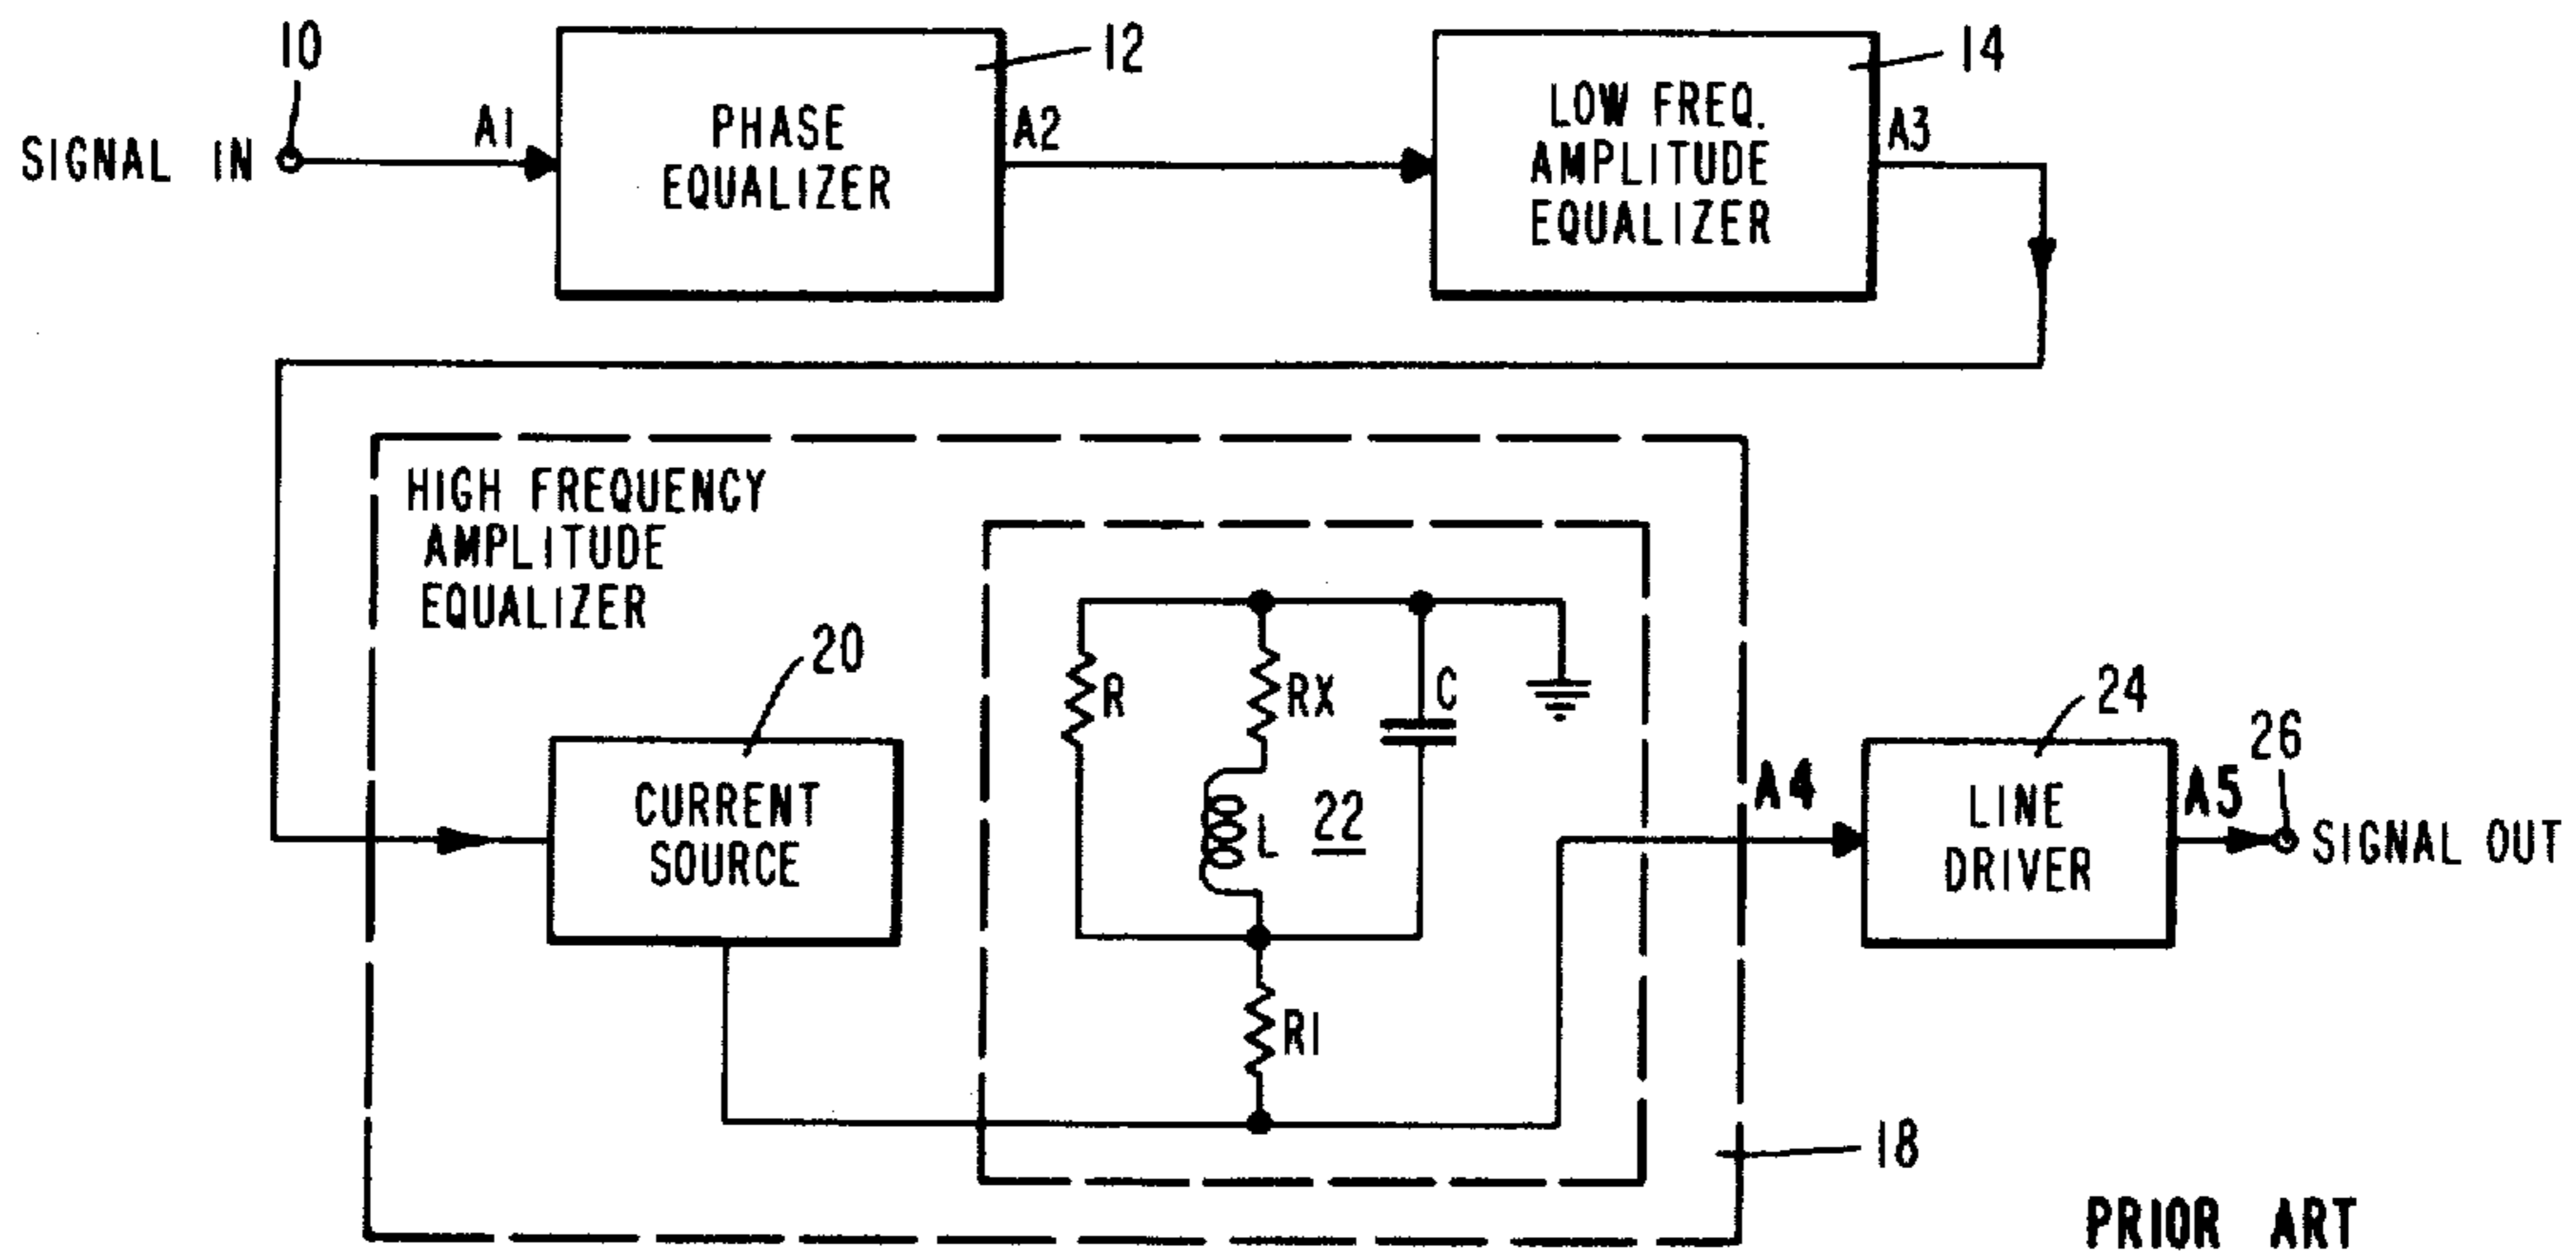 10
12
14
SIGNAL IN
A1
PHASE
EQUALIZER
A2
LOW FREQ.
AMPLITUDE
EQUALIZER
A3
HIGH FREQUENCY
AMPLITUDE
EQUALIZER
20
CURRENT
SOURCE
R
RX
C
L
22
R1
A4
24
LINE
DRIVER
A5
26
SIGNAL OUT
18
PRIOR ART